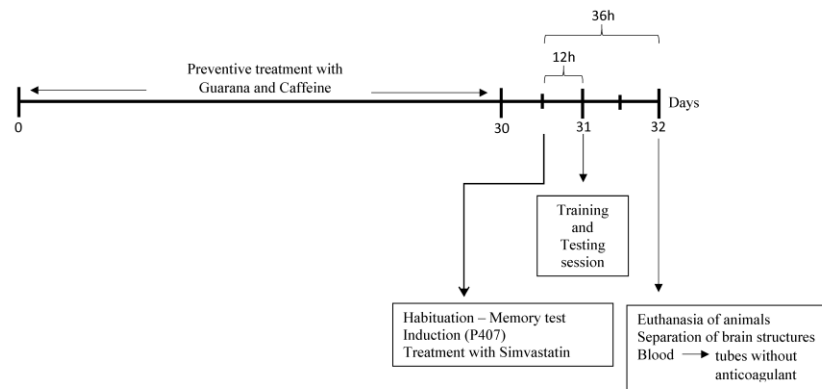 36h
12h
Preventive treatment with
Guarana and Caffeine
Days
0
30
31
32
Training
and
Testing
session
Habituation – Memory test
Induction (P407)
Treatment with Simvastatin
Euthanasia of animals
Separation of brain structures
Blood tubes without
anticoagulant